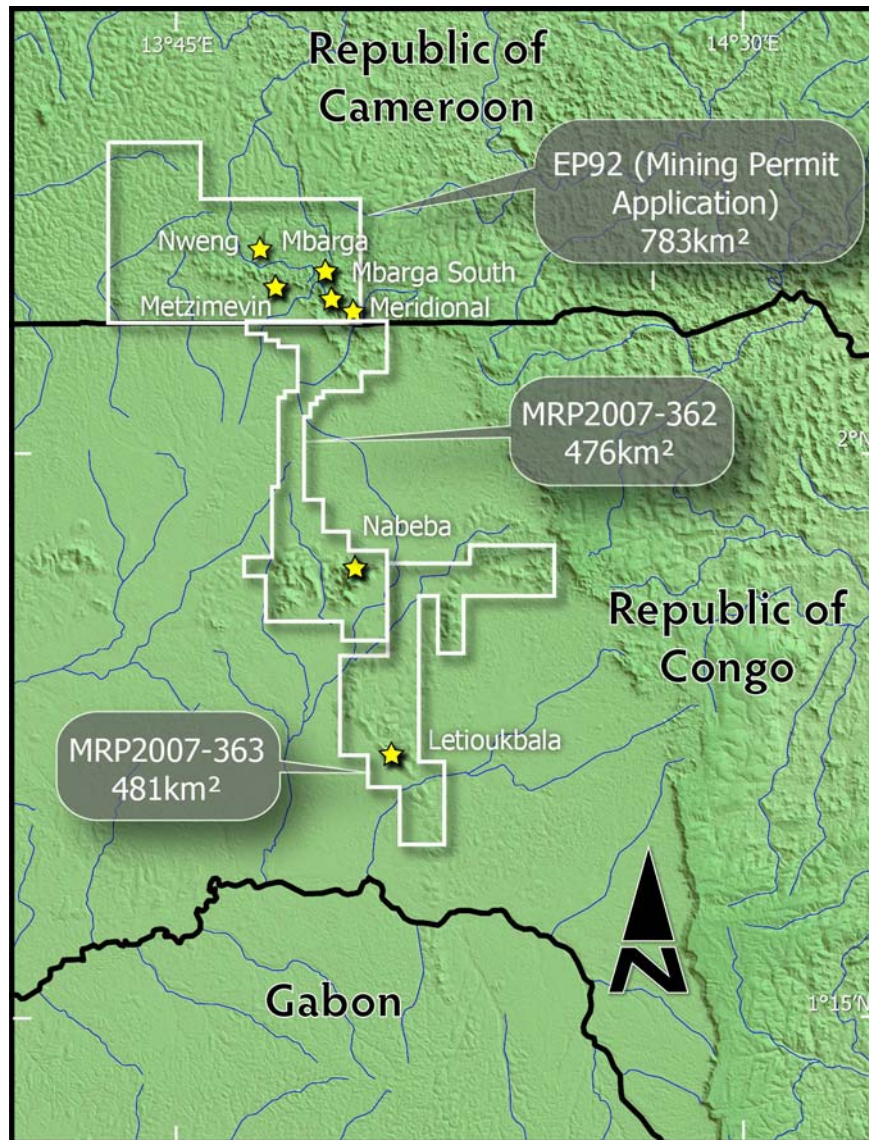 13°45'E
14°30'E
Republic of
Cameroon
EP92 (Mining Permit
Application)
783km²
Nweng
Mbarga
Mbarga South
Metzimevin
Meridional
MRP2007-362
476km²
2°N
Nabeba
Republic of
Congo
MRP2007-363
481km²
Letioukbala
N
Gabon
1°15'N